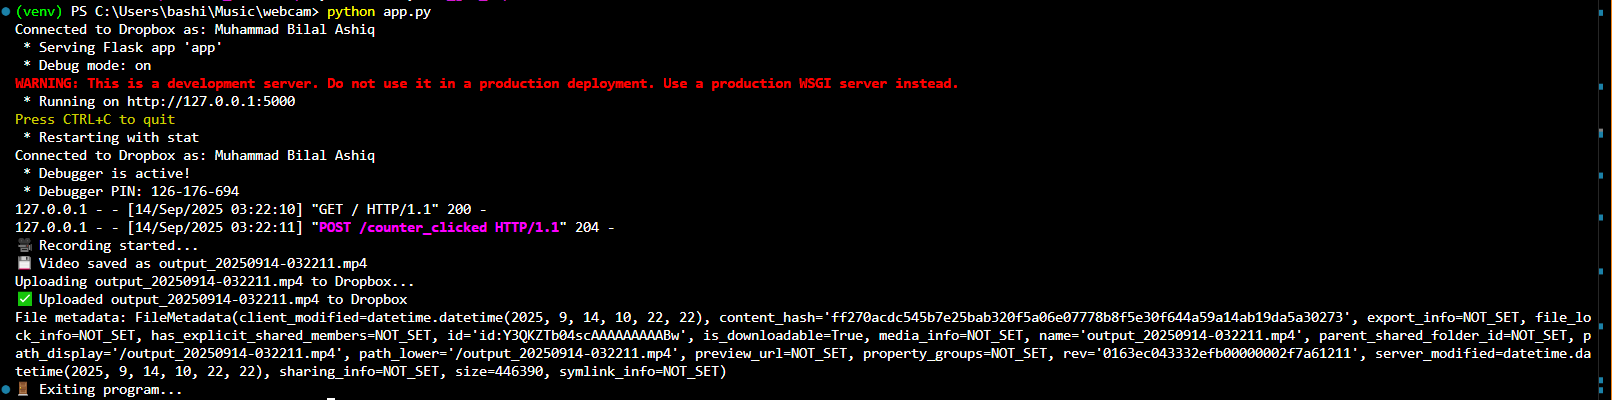 (venv) PS C:\Users\bashi\Music\webcam> python app.py
Connected to Dropbox as: Muhammad Bilal Ashiq
 * Serving Flask app 'app'
 * Debug mode: on
WARNING: This is a development server. Do not use it in a production deployment. Use a production WSGI server instead.
 * Running on http://127.0.0.1:5000
Press CTRL+C to quit
 * Restarting with stat
Connected to Dropbox as: Muhammad Bilal Ashiq
 * Debugger is active!
 * Debugger PIN: 126-176-694
127.0.0.1 - - [14/Sep/2025 03:22:10] "GET / HTTP/1.1" 200 -
127.0.0.1 - - [14/Sep/2025 03:22:11] "POST /counter_clicked HTTP/1.1" 204 -
🎥 Recording started...
💾 Video saved as output_20250914-032211.mp4
Uploading output_20250914-032211.mp4 to Dropbox...
✅ Uploaded output_20250914-032211.mp4 to Dropbox
File metadata: FileMetadata(client_modified=datetime.datetime(2025, 9, 14, 10, 22, 22), content_hash='ff270acdc545b7e25bab320f5a06e07778b8f5e30f644a59a14ab19da5a30273', export_info=NOT_SET, file_lo
ck_info=NOT_SET, has_explicit_shared_members=NOT_SET, id='id:Y3QKZTb04scAAAAAAAAABw', is_downloadable=True, media_info=NOT_SET, name='output_20250914-032211.mp4', parent_shared_folder_id=NOT_SET, p
ath_display='/output_20250914-032211.mp4', path_lower='/output_20250914-032211.mp4', preview_url=NOT_SET, property_groups=NOT_SET, rev='0163ec043332efb00000002f7a61211', server_modified=datetime.da
tetime(2025, 9, 14, 10, 22, 22), sharing_info=NOT_SET, size=446390, symlink_info=NOT_SET)
🚪 Exiting program...